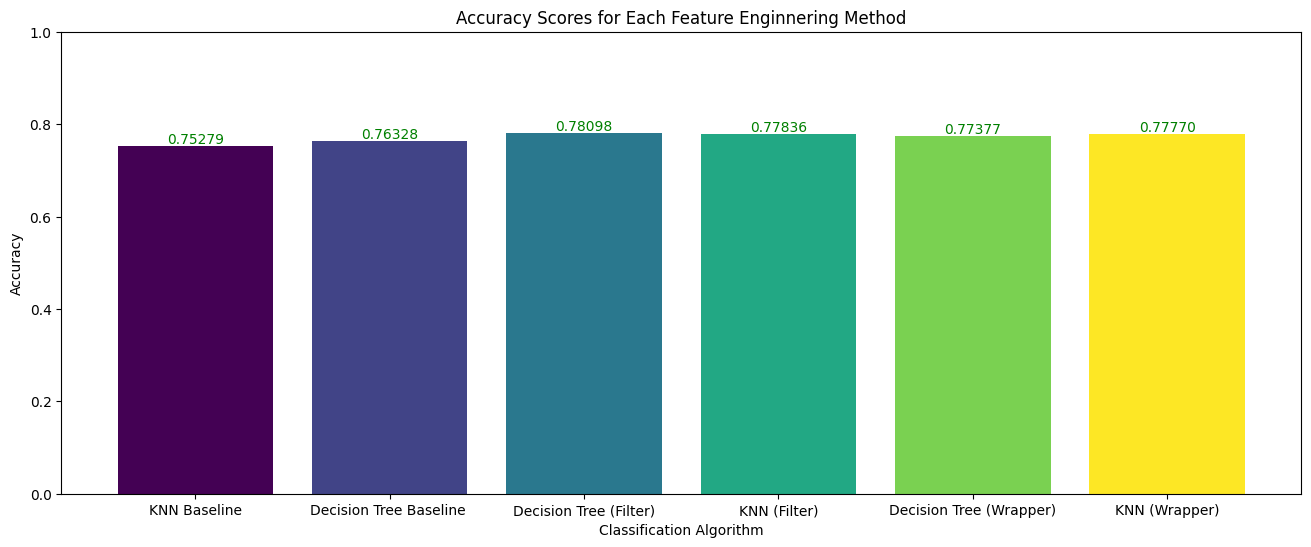 Accuracy Scores for Each Feature Enginnering Method
1.0
0.8
0.6
0.4
0.2
0.0
Accuracy
0.75279
0.76328
0.78098
0.77836
0.77377
0.77770
KNN Baseline
Decision Tree Baseline
Decision Tree (Filter)
KNN (Filter)
Decision Tree (Wrapper)
KNN (Wrapper)
Classification Algorithm